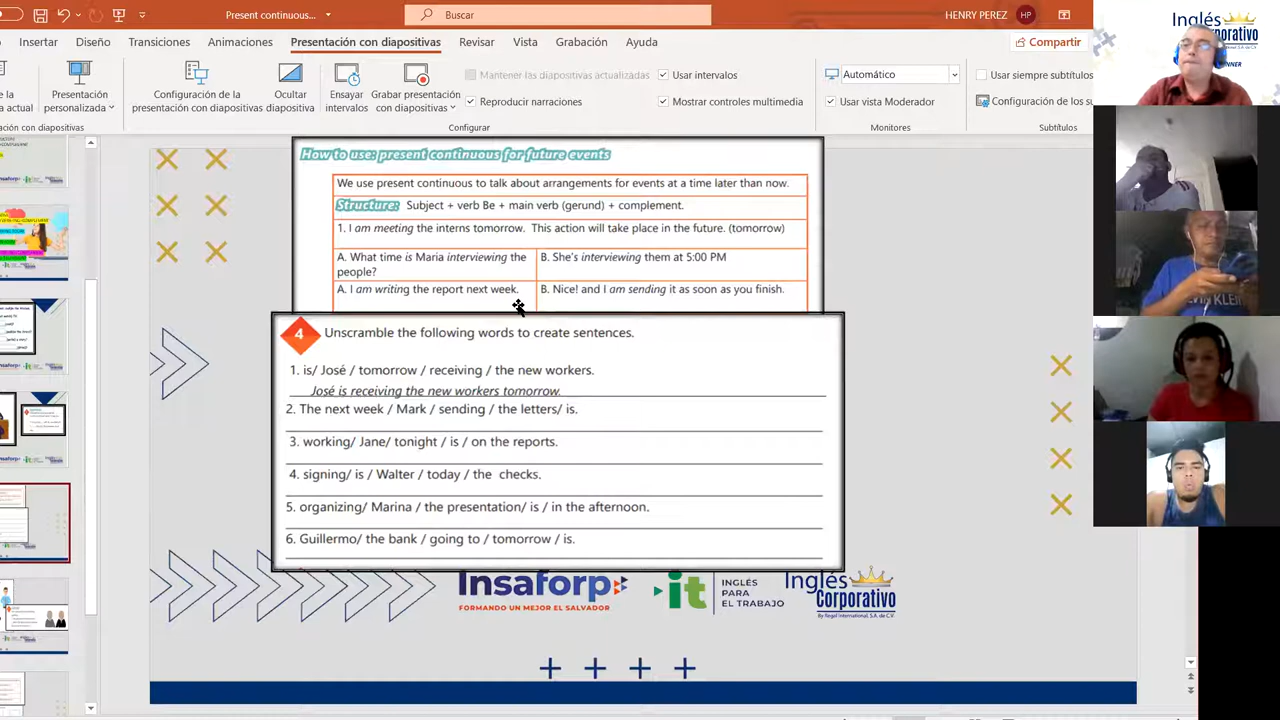 Present continuous...
Buscar
HENRY PEREZ
HP
Insertar
Diseño
Transiciones
Animaciones
Presentación con diapositivas
Revisar
Vista
Grabación
Ayuda
Compartir
Presentación
personalizada
Configuración de la
presentación con diapositivas
Ocultar
diapositiva
Ensayar
intervalos
Grabar presentación
con diapositivas
Mantener las diapositivas actualizadas
Usar intervalos
Reproducir narraciones
Mostrar controles multimedia
Automático
Usar vista Moderador
Usar siempre subtítulos
Configuración de los su
Configurar
Monitores
Subtítulos
Inglés
Corporativo
How to use: present continuous for future events
We use present continuous to talk about arrangements for events at a time later than now.
Structure: Subject + verb Be + main verb (gerund) + complement.
1. I am meeting the interns tomorrow. This action will take place in the future. (tomorrow)
A. What time is Maria interviewing the people?
B. She's interviewing them at 5:00 PM
A. I am writing the report next week.
B. Nice! and I am sending it as soon as you finish.
4 Unscramble the following words to create sentences.
1. is/ José / tomorrow / receiving / the new workers.
José is receiving the new workers tomorrow.
2. The next week / Mark / sending / the letters/ is.
3. working/ Jane/ tonight / is / on the reports.
4. signing/ is / Walter / today / the checks.
5. organizing/ Marina / the presentation/ is / in the afternoon.
6. Guillermo/ the bank / going to / tomorrow / is.
Insaforp
FORMANDO UN MEJOR EL SALVADOR
it
INGLÉS
PARA
EL TRABAJO
Inglés
Corporativo
By Regal International, S.A. de C.V.